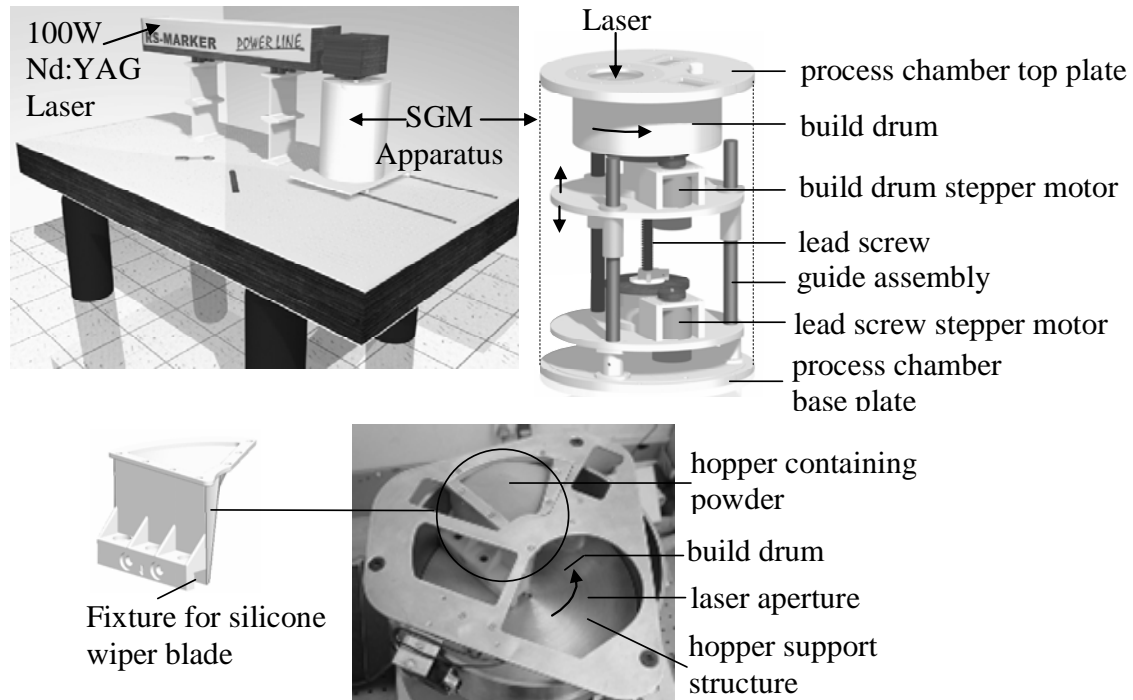 100W
Nd:YAG
Laser
RS-MARKER
POWER LINE
SGM
Apparatus
Laser
process chamber top plate
build drum
build drum stepper motor
lead screw
guide assembly
lead screw stepper motor
process chamber
base plate
Fixture for silicone
wiper blade
hopper containing
powder
build drum
laser aperture
hopper support
structure